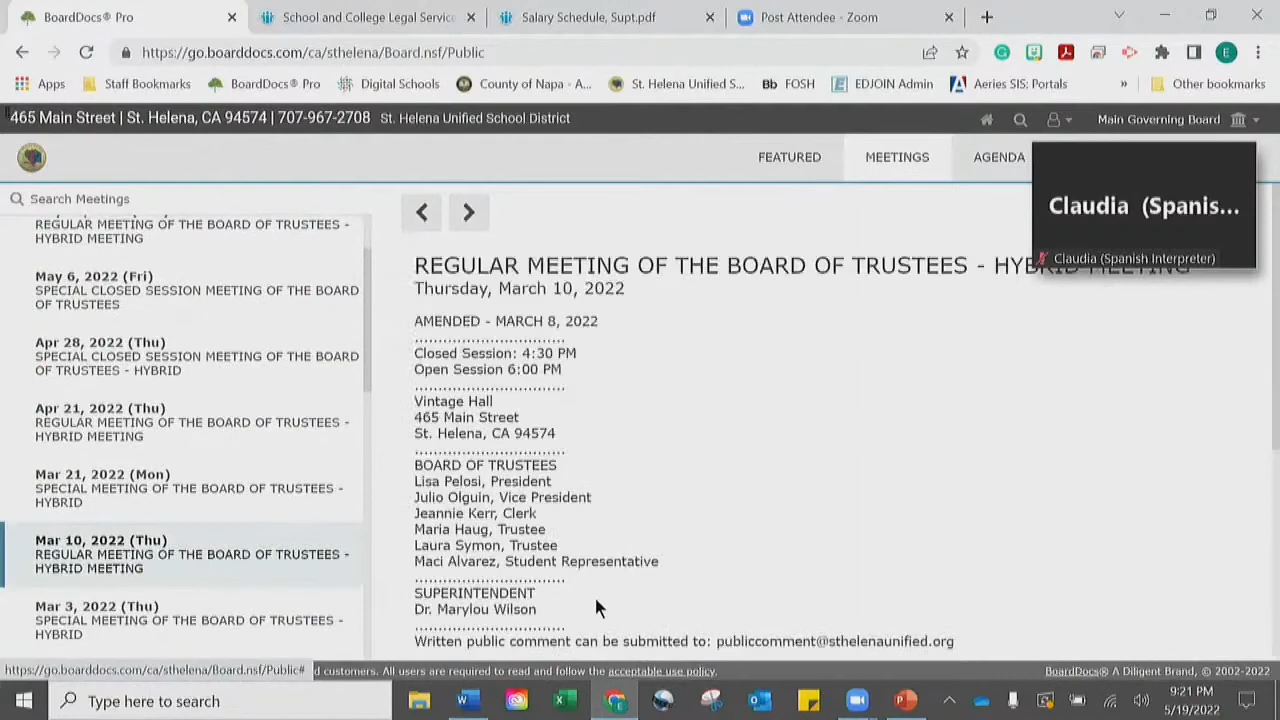 BoardDocs® Pro
School and College Legal Service
Salary Schedule, Supt.pdf
Post Attendee - Zoom
https://go.boarddocs.com/ca/sthelena/Board.nsf/Public
E
Apps
Staff Bookmarks
BoardDocs® Pro
Digital Schools
County of Napa - A...
St. Helena Unified S...
Bb FOSH
EDJOIN Admin
Aeries SIS: Portals
»
Other bookmarks
465 Main Street | St. Helena, CA 94574 | 707-967-2708 St. Helena Unified School District
Main Governing Board
FEATURED
MEETINGS
AGENDA
Claudia (Spanis...
Claudia (Spanish Interpreter)
Search Meetings
REGULAR MEETING OF THE BOARD OF TRUSTEES -
HYBRID MEETING
May 6, 2022 (Fri)
SPECIAL CLOSED SESSION MEETING OF THE BOARD
OF TRUSTEES
Apr 28, 2022 (Thu)
SPECIAL CLOSED SESSION MEETING OF THE BOARD
OF TRUSTEES - HYBRID
Apr 21, 2022 (Thu)
REGULAR MEETING OF THE BOARD OF TRUSTEES -
HYBRID MEETING
Mar 21, 2022 (Mon)
SPECIAL MEETING OF THE BOARD OF TRUSTEES -
HYBRID
Mar 10, 2022 (Thu)
REGULAR MEETING OF THE BOARD OF TRUSTEES -
HYBRID MEETING
Mar 3, 2022 (Thu)
SPECIAL MEETING OF THE BOARD OF TRUSTEES -
HYBRID
REGULAR MEETING OF THE BOARD OF TRUSTEES - HYBRID MEETING
Thursday, March 10, 2022
AMENDED - MARCH 8, 2022
..............................
Closed Session: 4:30 PM
Open Session 6:00 PM
..............................
Vintage Hall
465 Main Street
St. Helena, CA 94574
..............................
BOARD OF TRUSTEES
Lisa Pelosi, President
Julio Olguin, Vice President
Jeannie Kerr, Clerk
Maria Haug, Trustee
Laura Symon, Trustee
Maci Alvarez, Student Representative
..............................
SUPERINTENDENT
Dr. Marylou Wilson
..............................
Written public comment can be submitted to: publiccomment@sthelenaunified.org
https://go.boarddocs.com/ca/sthelena/Board.nsf/Public#
d customers. All users are required to read and follow the acceptable use policy.
BoardDocs® A Diligent Brand, © 2002-2022
Type here to search
9:21 PM
5/19/2022